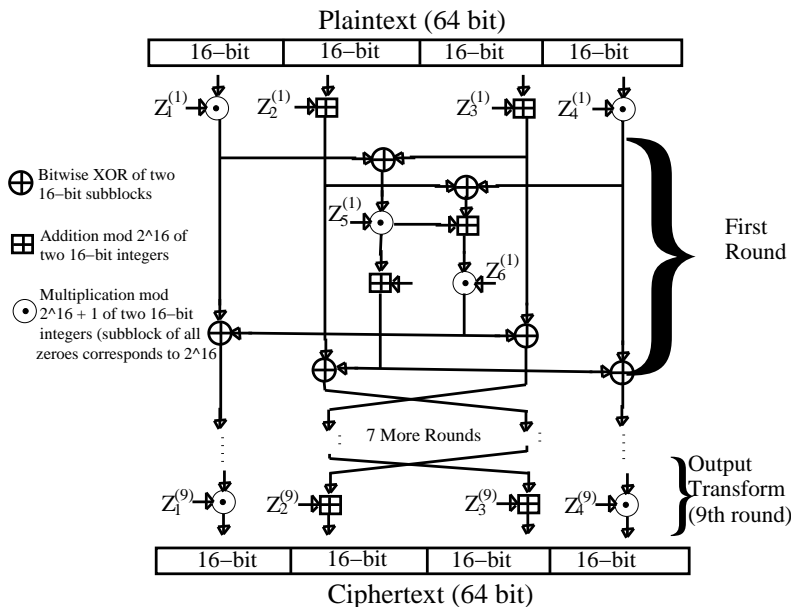 Plaintext (64 bit)
16−bit 16−bit 16−bit 16−bit
Z1(1) Z2(1) Z3(1) Z4(1)
Bitwise XOR of two
16−bit subblocks
Z5(1)
First
Round
Addition mod 2^16 of
two 16−bit integers
Z6(1)
Multiplication mod
2^16 + 1 of two 16−bit
integers (subblock of all
zeroes corresponds to 2^16
7 More Rounds
Output
Transform
(9th round)
Z1(9) Z2(9) Z3(9) Z4(9)
16−bit 16−bit 16−bit 16−bit
Ciphertext (64 bit)